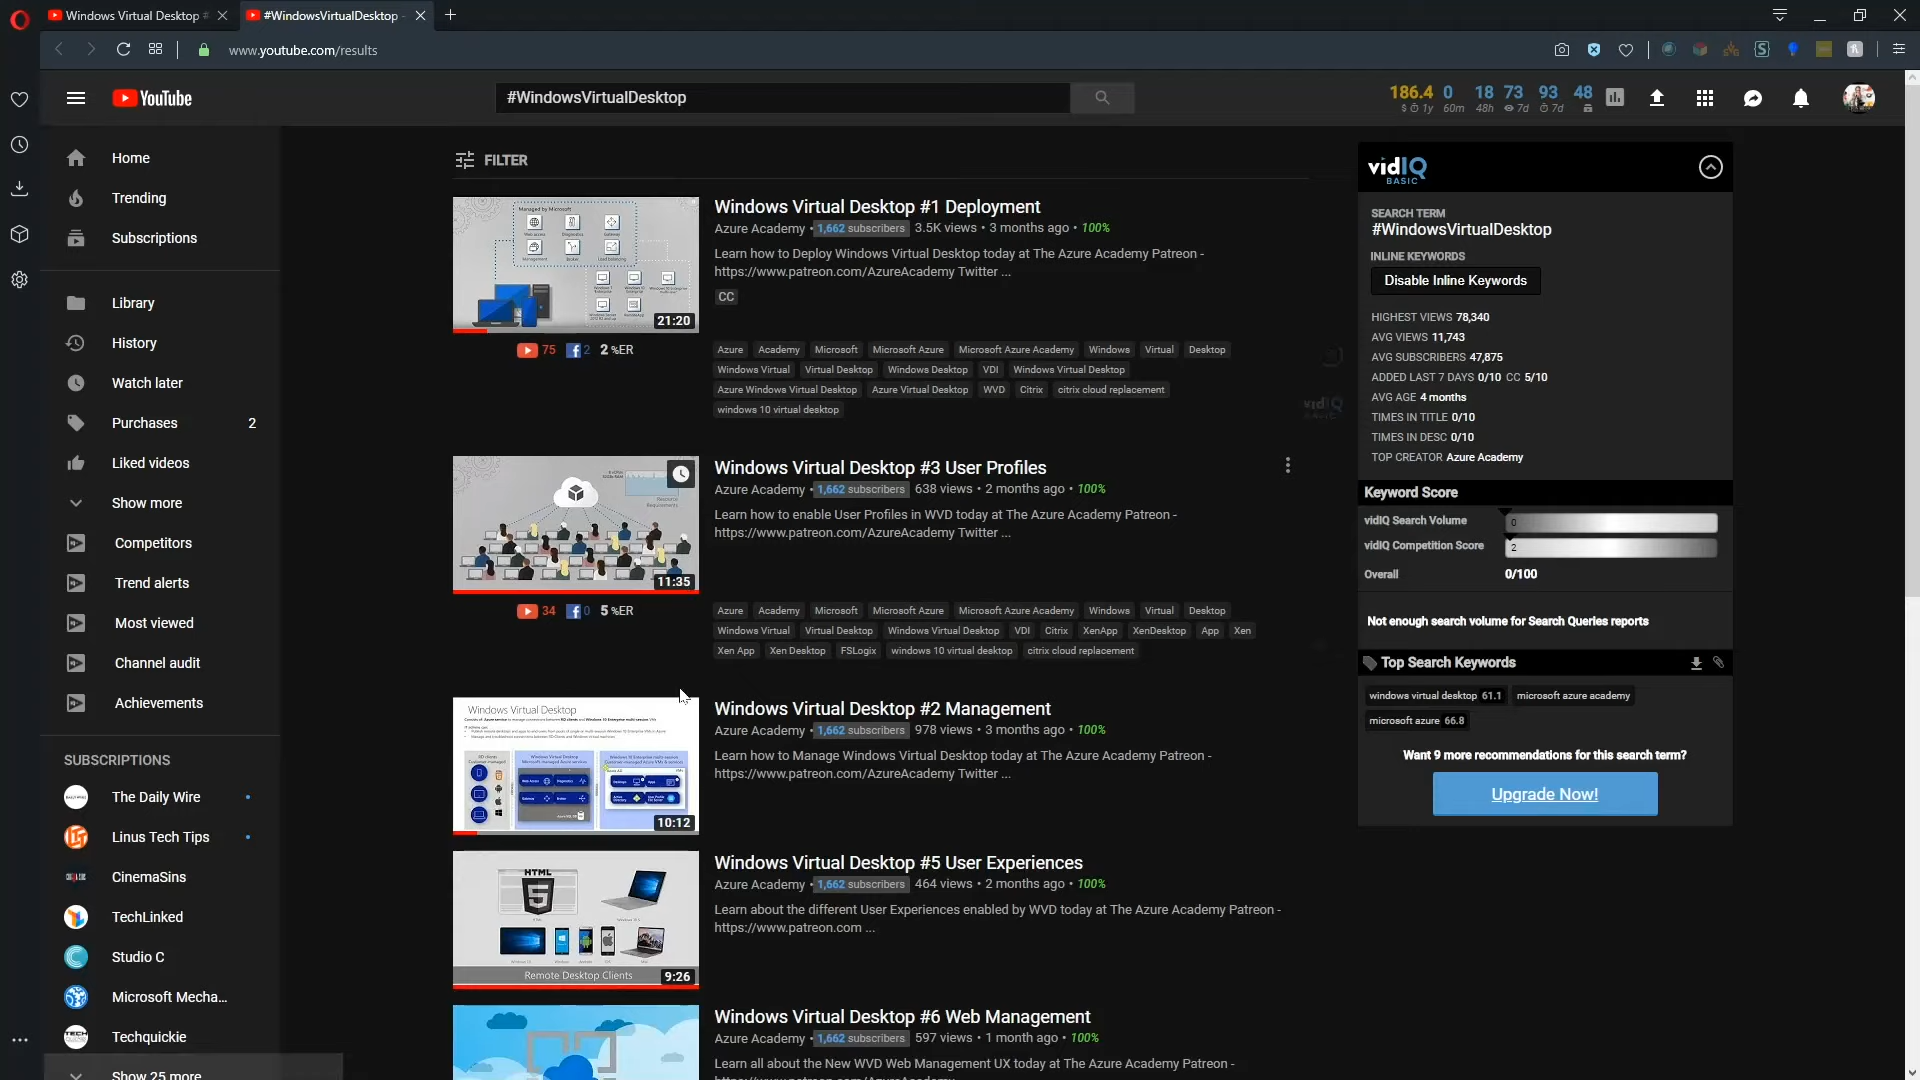 Windows Virtual Desktop #
#WindowsVirtualDesktop
www.youtube.com/results
YouTube
#WindowsVirtualDesktop
186.4 0 18 73 93 48
1y 60m 48h 7d 7d
Home
Trending
Subscriptions
Library
History
Watch later
Purchases 2
Liked videos
Show more
Competitors
Trend alerts
Most viewed
Channel audit
Achievements
SUBSCRIPTIONS
The Daily Wire
Linus Tech Tips
CinemaSins
TechLinked
Studio C
Microsoft Mecha...
Techquickie
Show 25 more
FILTER
Managed by Microsoft
21:20
Windows Virtual Desktop #1 Deployment
Azure Academy • 1,662 subscribers 3.5K views • 3 months ago • 100%
Learn how to Deploy Windows Virtual Desktop today at The Azure Academy Patreon -
https://www.patreon.com/AzureAcademy Twitter ...
CC
75 2 2 %ER
Azure Academy Microsoft Microsoft Azure Microsoft Azure Academy Windows Virtual Desktop
Windows Virtual Virtual Desktop Windows Desktop VDI Windows Virtual Desktop
Azure Windows Virtual Desktop Azure Virtual Desktop WVD Citrix citrix cloud replacement
windows 10 virtual desktop
vidIQ
11:35
Windows Virtual Desktop #3 User Profiles
Azure Academy • 1,662 subscribers 638 views • 2 months ago • 100%
Learn how to enable User Profiles in WVD today at The Azure Academy Patreon -
https://www.patreon.com/AzureAcademy Twitter ...
34 0 5 %ER
Azure Academy Microsoft Microsoft Azure Microsoft Azure Academy Windows Virtual Desktop
Windows Virtual Virtual Desktop Windows Virtual Desktop VDI Citrix XenApp XenDesktop App Xen
Xen App Xen Desktop FSLogix windows 10 virtual desktop citrix cloud replacement
Windows Virtual Desktop
10:12
Windows Virtual Desktop #2 Management
Azure Academy • 1,662 subscribers 978 views • 3 months ago • 100%
Learn how to Manage Windows Virtual Desktop today at The Azure Academy Patreon -
https://www.patreon.com/AzureAcademy Twitter ...
HTML
5
Remote Desktop Clients
9:26
Windows Virtual Desktop #5 User Experiences
Azure Academy • 1,662 subscribers 464 views • 2 months ago • 100%
Learn about the different User Experiences enabled by WVD today at The Azure Academy Patreon -
https://www.patreon.com ...
Windows Virtual Desktop #6 Web Management
Azure Academy • 1,662 subscribers 597 views • 1 month ago • 100%
Learn all about the New WVD Web Management UX today at The Azure Academy Patreon -
vidIQ
BASIC
SEARCH TERM
#WindowsVirtualDesktop
INLINE KEYWORDS
Disable Inline Keywords
HIGHEST VIEWS 78,340
AVG VIEWS 11,743
AVG SUBSCRIBERS 47,875
ADDED LAST 7 DAYS 0/10 CC 5/10
AVG AGE 4 months
TIMES IN TITLE 0/10
TIMES IN DESC 0/10
TOP CREATOR Azure Academy
Keyword Score
vidIQ Search Volume 0
vidIQ Competition Score 2
Overall 0/100
Not enough search volume for Search Queries reports
Top Search Keywords
windows virtual desktop 61.1 microsoft azure academy
microsoft azure 66.8
Want 9 more recommendations for this search term?
Upgrade Now!